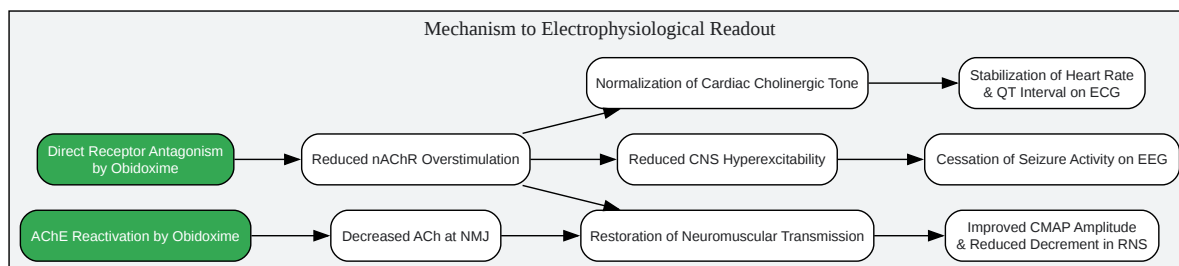 Mechanism to Electrophysiological Readout
Normalization of Cardiac Cholinergic Tone
Stabilization of Heart Rate
& QT Interval on ECG
Direct Receptor Antagonism
by Obidoxime
Reduced nAChR Overstimulation
Reduced CNS Hyperexcitability
Cessation of Seizure Activity on EEG
AChE Reactivation by Obidoxime
Decreased ACh at NMJ
Restoration of Neuromuscular Transmission
Improved CMAP Amplitude
& Reduced Decrement in RNS